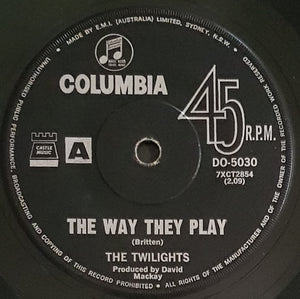 MADE BY E.M.I. (AUSTRALIA) LIMITED, SYDNEY, N.S.W.
ALL RIGHTS OF THE MANUFACTURER AND OF THE OWNER OF THE RECORDED WORK RESERVED
UNAUTHORISED PUBLIC PERFORMANCE, BROADCASTING AND COPYING OF THIS RECORD PROHIBITED
COLUMBIA
45
R.P.M.
DO-5030
7XCT2854
(2.09)
CASTLE
MUSIC
A
THE WAY THEY PLAY
(Britten)
THE TWILIGHTS
Produced by David
Mackay